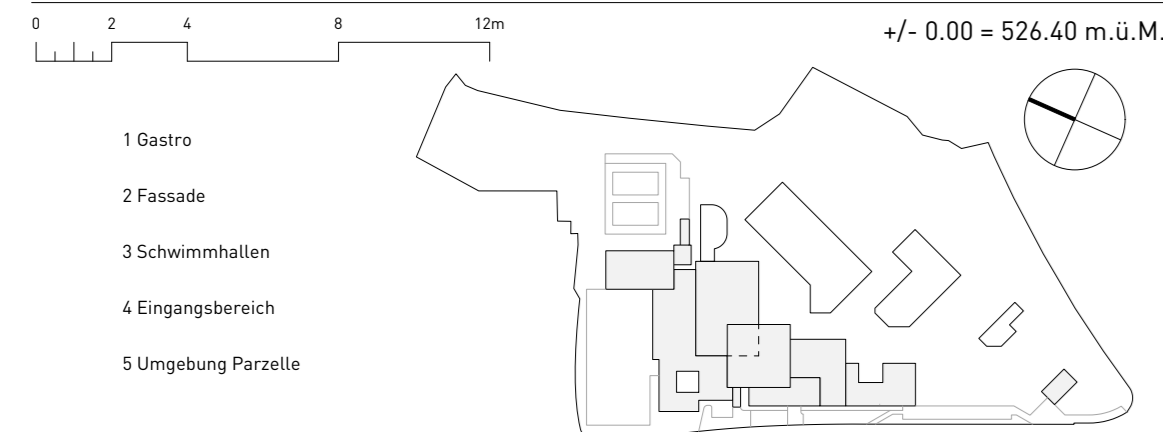 0 2 4 8 12m
+/- 0.00 = 526.40 m.ü.M.
1 Gastro
2 Fassade
3 Schwimmhallen
4 Eingangsbereich
5 Umgebung Parzelle